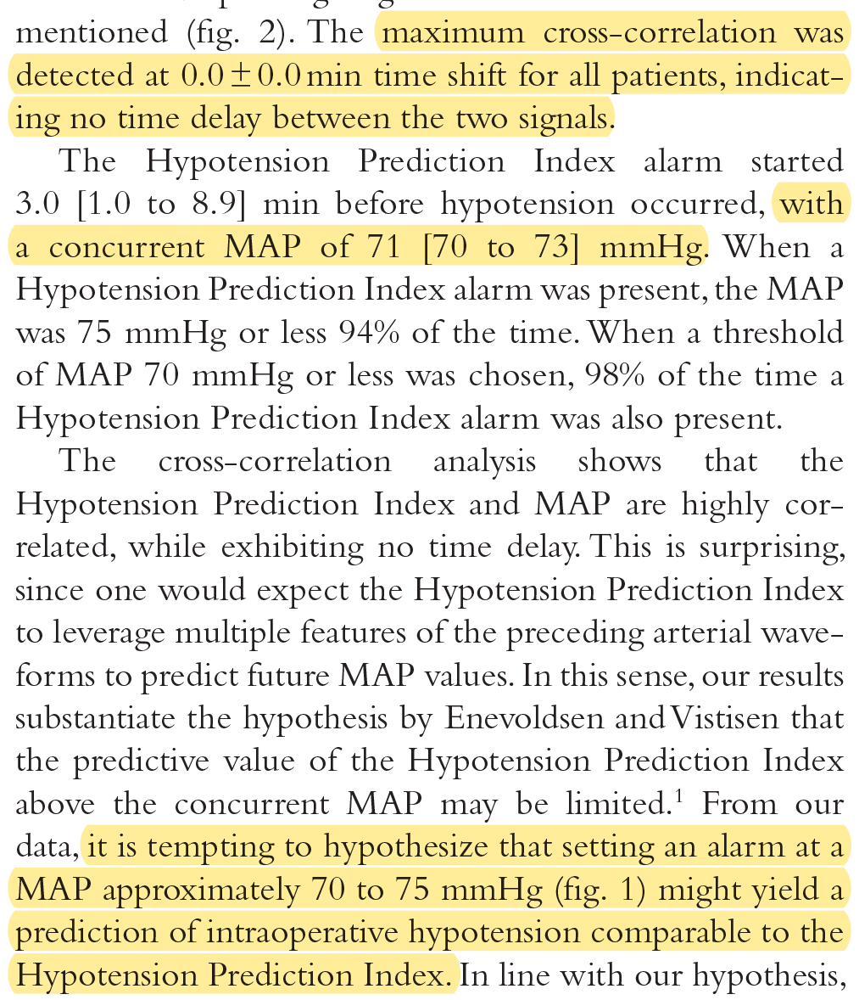 mentioned (fig. 2). The maximum cross-correlation was
detected at 0.0 ± 0.0 min time shift for all patients, indicat-
ing no time delay between the two signals.
The Hypotension Prediction Index alarm started
3.0 [1.0 to 8.9] min before hypotension occurred, with
a concurrent MAP of 71 [70 to 73] mmHg. When a
Hypotension Prediction Index alarm was present, the MAP
was 75 mmHg or less 94% of the time. When a threshold
of MAP 70 mmHg or less was chosen, 98% of the time a
Hypotension Prediction Index alarm was also present.
The cross-correlation analysis shows that the
Hypotension Prediction Index and MAP are highly cor-
related, while exhibiting no time delay. This is surprising,
since one would expect the Hypotension Prediction Index
to leverage multiple features of the preceding arterial wave-
forms to predict future MAP values. In this sense, our results
substantiate the hypothesis by Enevoldsen and Vistisen that
the predictive value of the Hypotension Prediction Index
above the concurrent MAP may be limited.¹ From our
data, it is tempting to hypothesize that setting an alarm at a
MAP approximately 70 to 75 mmHg (fig. 1) might yield a
prediction of intraoperative hypotension comparable to the
Hypotension Prediction Index. In line with our hypothesis,